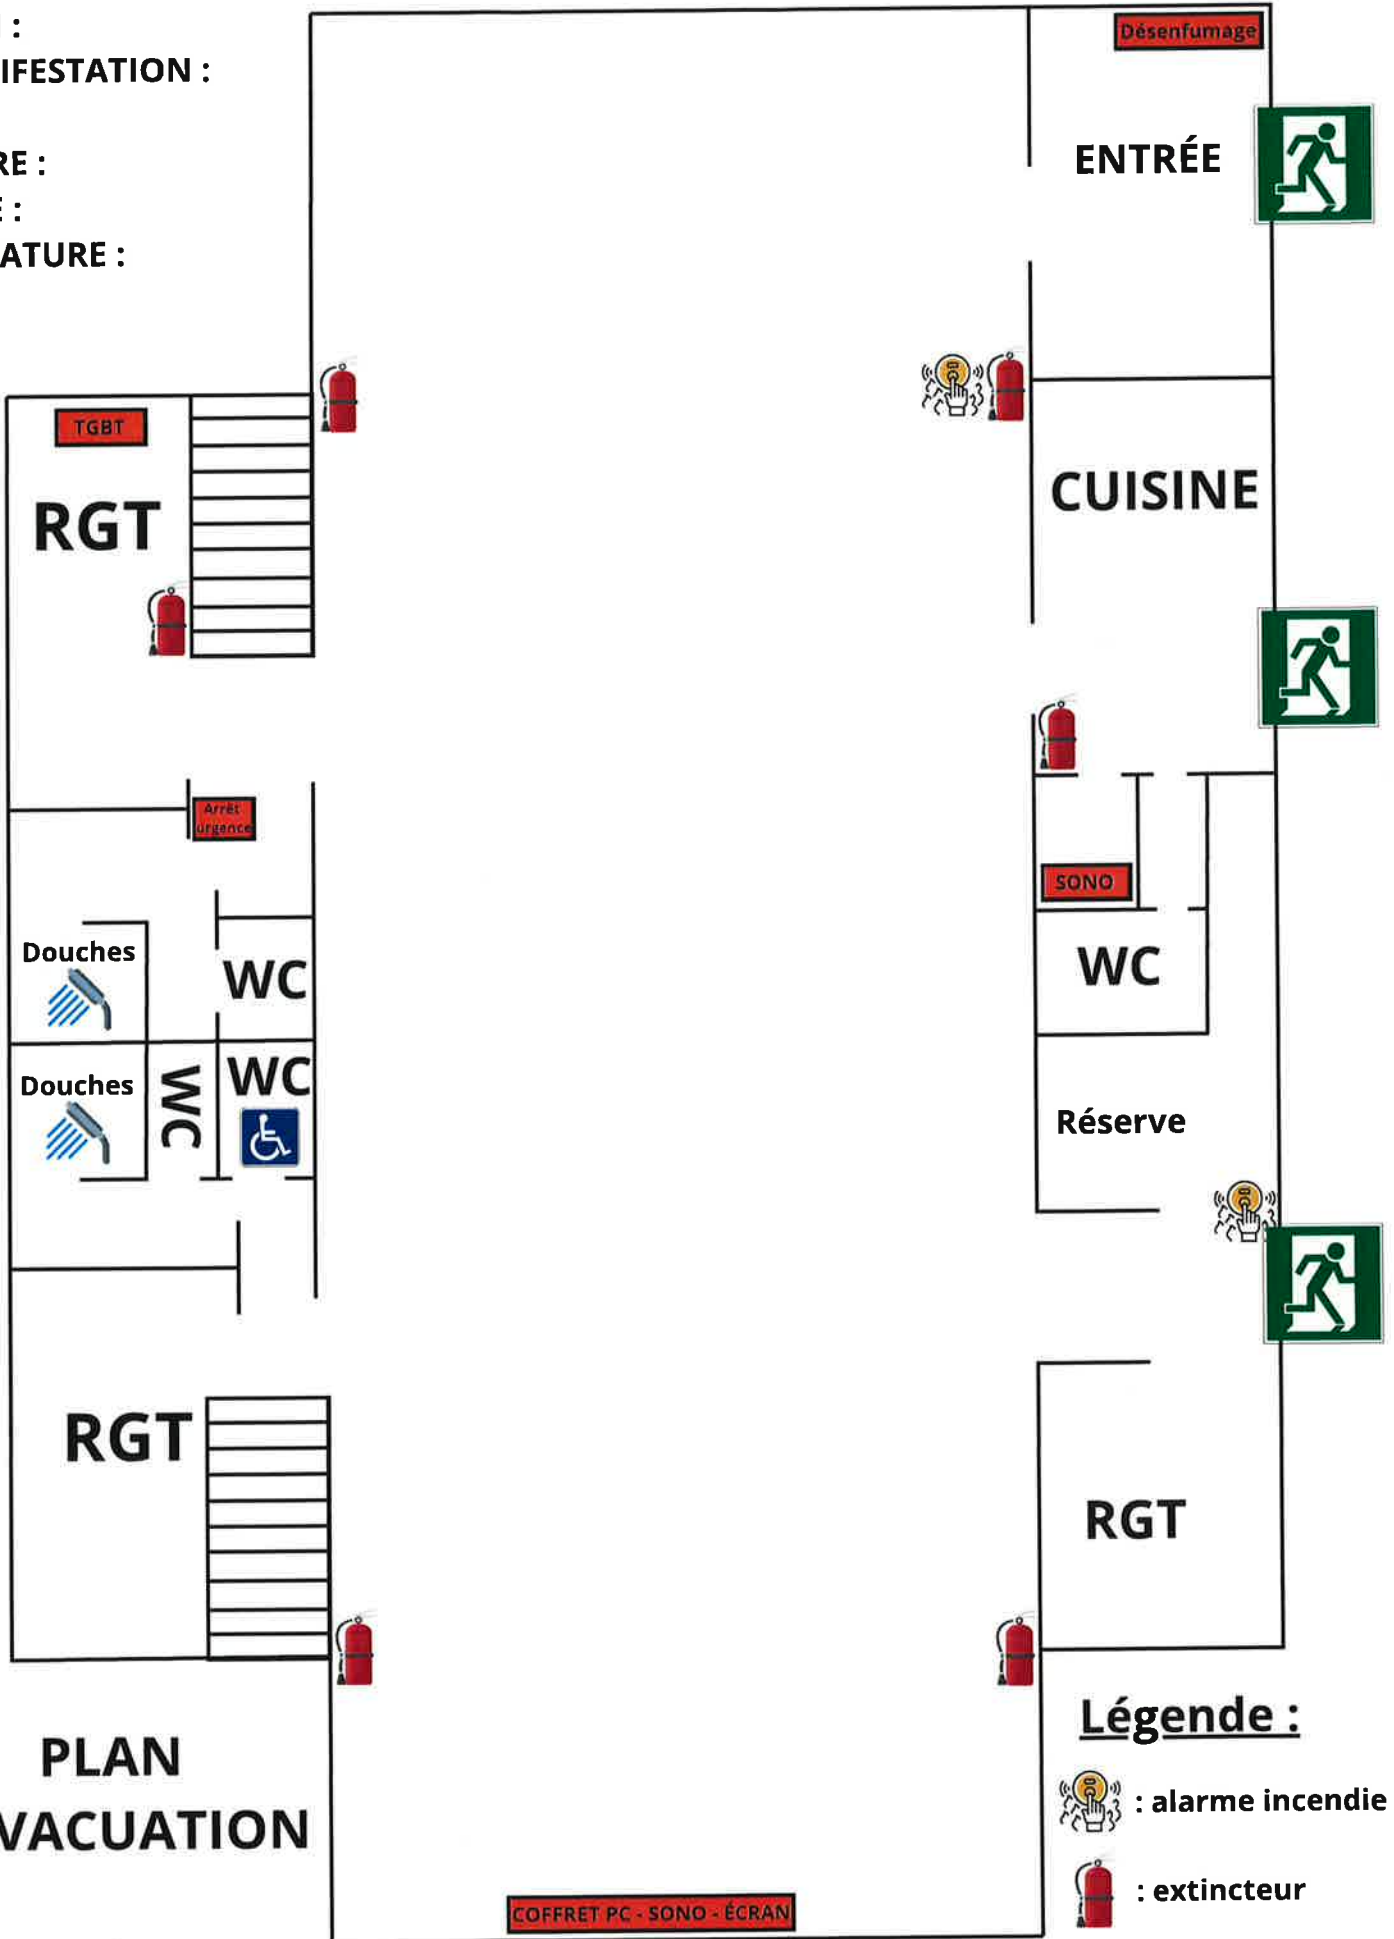 :
IFESTATION :
RE :
E :
ATURE :
Désenfumage
ENTRÉE
TGBT
RGT
CUISINE
Arrêt
urgence
SONO
Douches
WC
WC
Douches
WC
WC
Réserve
RGT
RGT
PLAN
VACUATION
Légende :
: alarme incendie
: extincteur
COFFRET PC - SONO - ÉCRAN